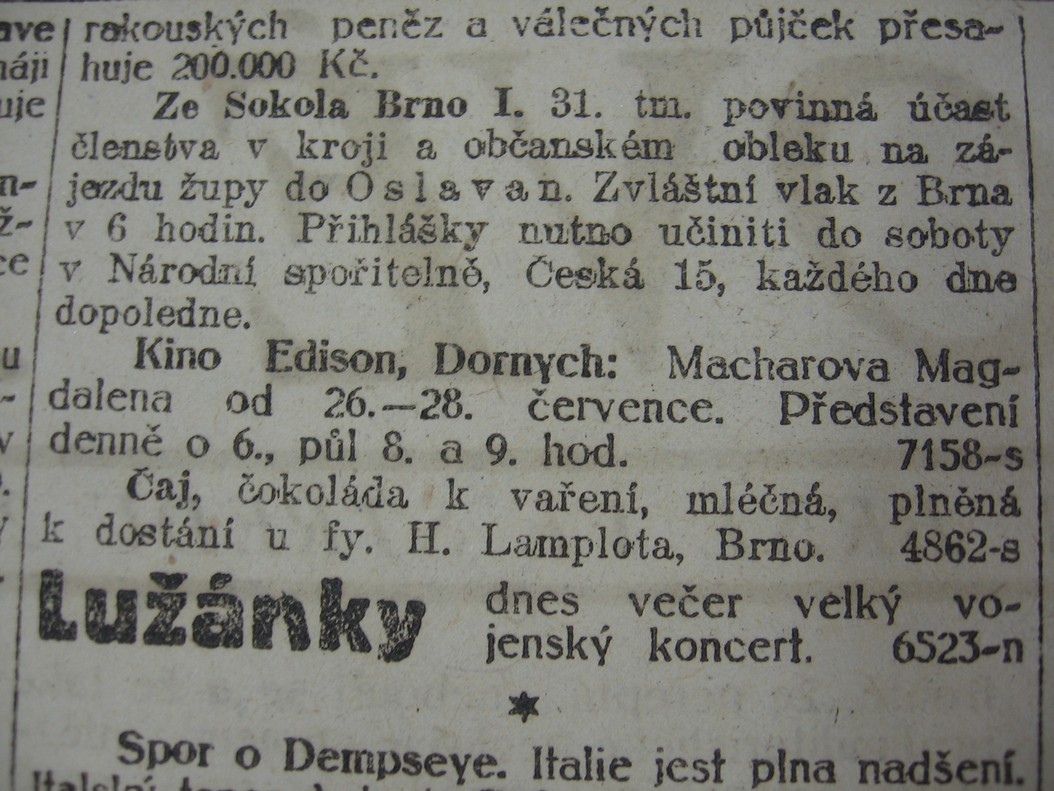 ave
rakouských peněz a válečných půjček přesa-
náji
huje 200.000 Kč.
uje
Ze Sokola Brno I. 31. tm. povinná účast
členstva v kroji a občanském obleku na zá-
n-
jezdu župy do Oslavan. Zvláštní vlak z Brna
ž-
v 6 hodin. Přihlášky nutno učiniti do soboty
ce
v Národní spořitelně, Česká 15, každého dne
dopoledne.
u
Kino Edison, Dornych: Macharova Mag-
dalena od 26.—28. července. Představení
v
denně o 6., půl 8. a 9. hod. 7158-s
Čaj, čokoláda k vaření, mléčná, plněná
k dostání u fy. H. Lamplota, Brno. 4862-s
Lužánky
dnes večer velký vo-
jenský koncert. 6523-n
Spor o Dempseye. Italie jest plna nadšení.